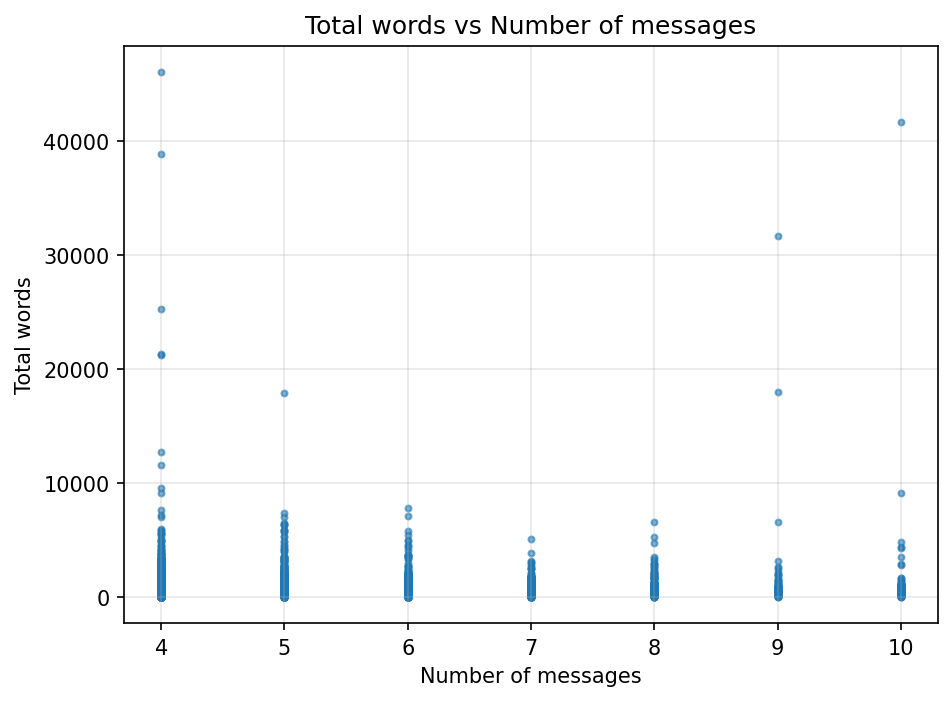 Total words vs Number of messages
Total words
40000
30000
20000
10000
0
4 5 6 7 8 9 10
Number of messages